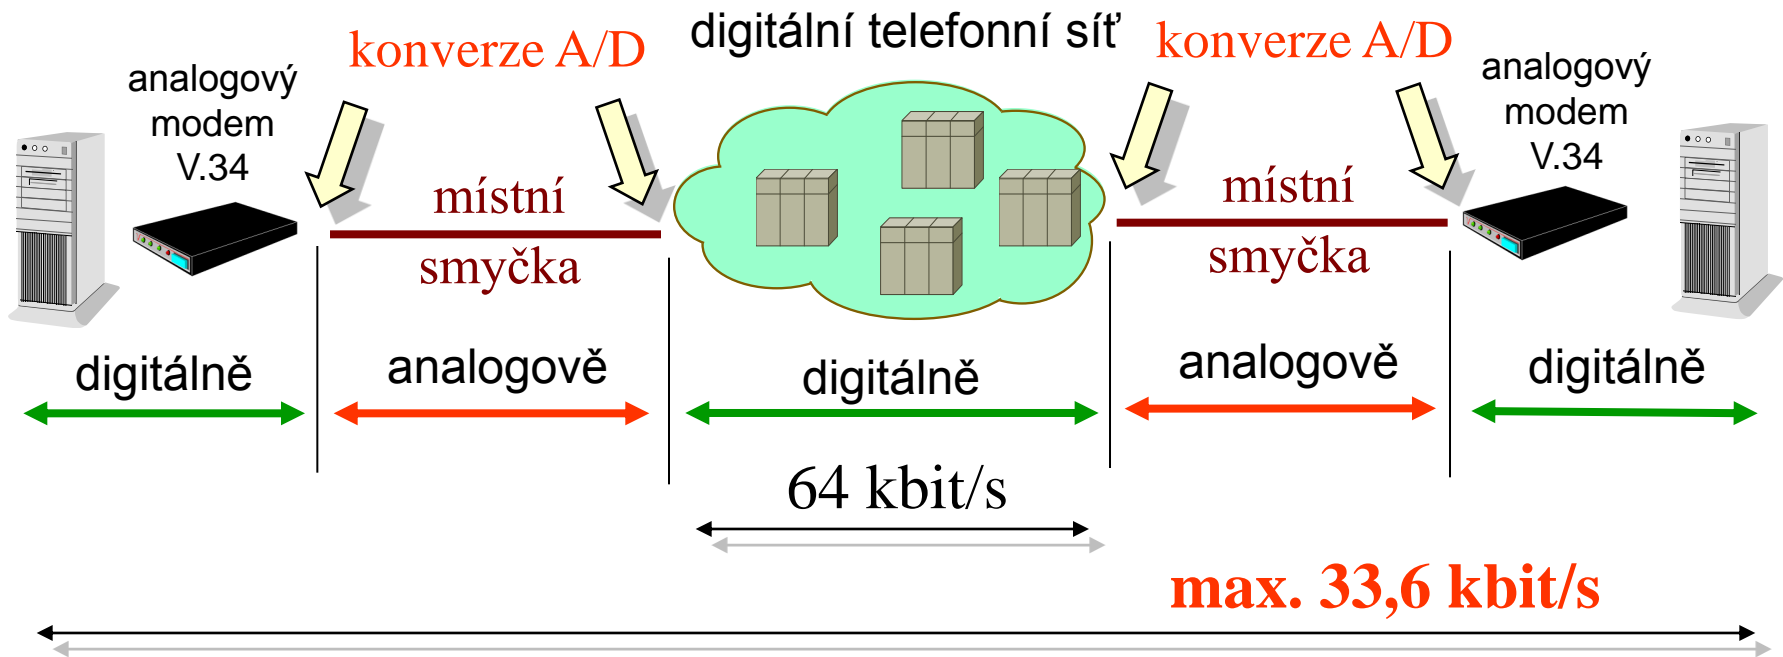 digitální telefonní síť
konverze A/D
konverze A/D
analogový
modem
V.34
analogový
modem
V.34
místní
smyčka
místní
smyčka
digitálně
analogově
digitálně
analogově
digitálně
64 kbit/s
max. 33,6 kbit/s